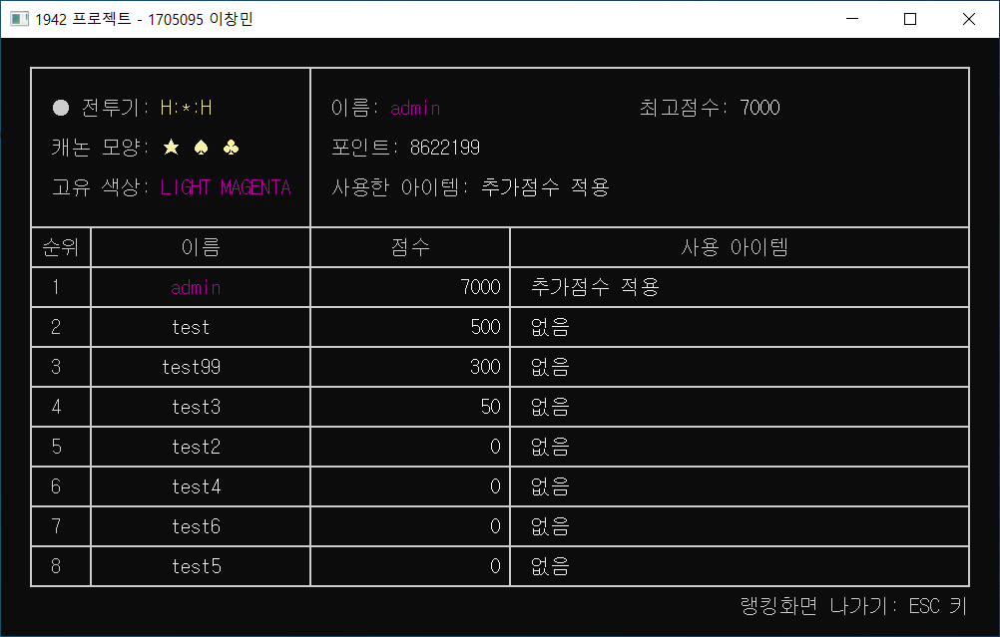 1942 프로젝트 - 1705095 이창민
● 전투기: H:*:H
캐논 모양: ★ ♠ ♣
고유 색상: LIGHT MAGENTA
이름: admin 최고점수: 7000
포인트: 8622199
사용한 아이템: 추가점수 적용
순위 이름 점수 사용 아이템
1 admin 7000 추가점수 적용
2 test 500 없음
3 test99 300 없음
4 test3 50 없음
5 test2 0 없음
6 test4 0 없음
7 test6 0 없음
8 test5 0 없음
랭킹화면 나가기: ESC 키